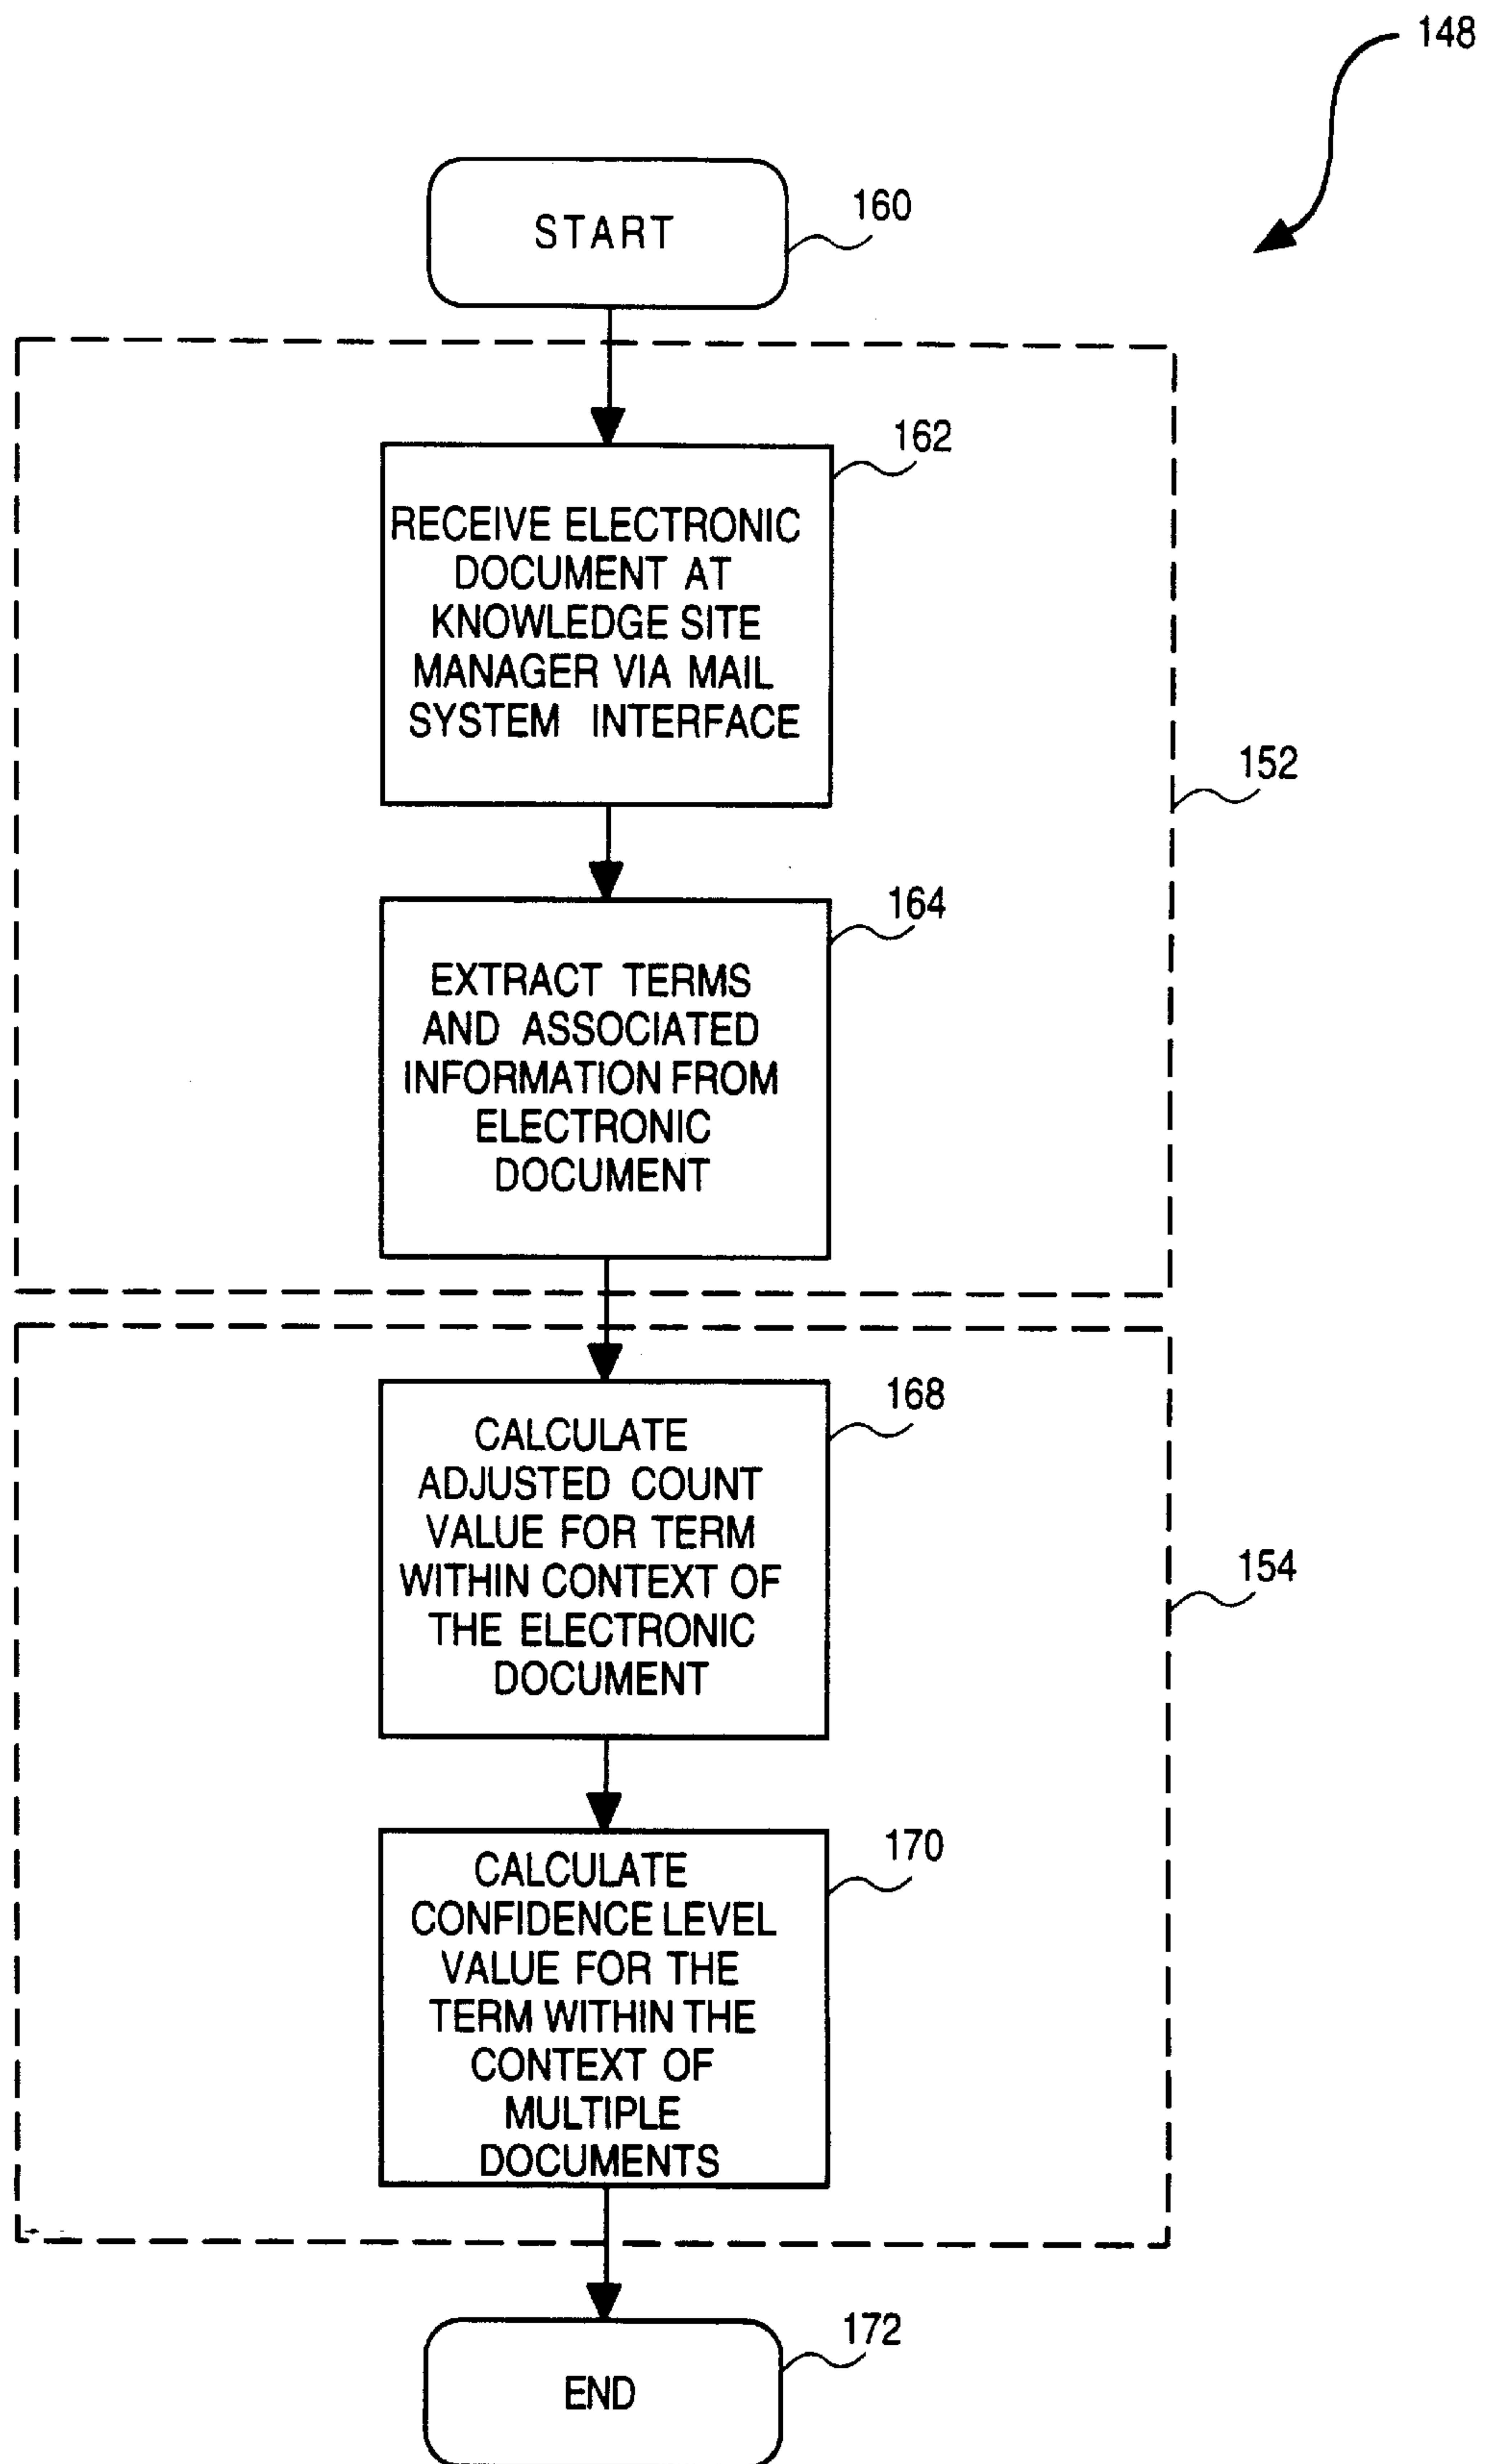 148
START
160
162
RECEIVE ELECTRONIC
DOCUMENT AT
KNOWLEDGE SITE
MANAGER VIA MAIL
SYSTEM INTERFACE
152
164
EXTRACT TERMS
AND ASSOCIATED
INFORMATION FROM
ELECTRONIC
DOCUMENT
168
CALCULATE
ADJUSTED COUNT
VALUE FOR TERM
WITHIN CONTEXT OF
THE ELECTRONIC
DOCUMENT
154
170
CALCULATE
CONFIDENCE LEVEL
VALUE FOR THE
TERM WITHIN THE
CONTEXT OF
MULTIPLE
DOCUMENTS
172
END